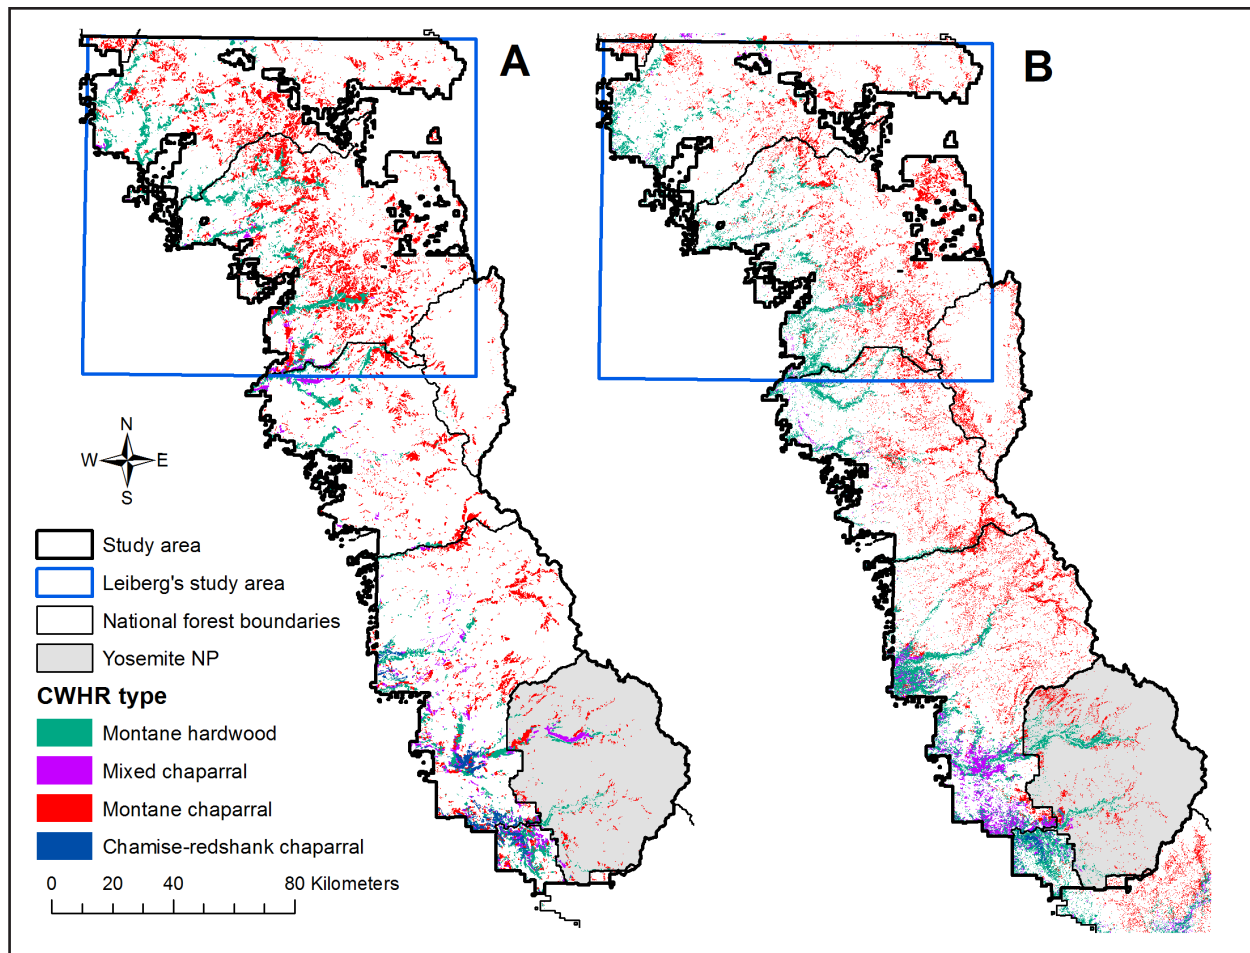 A
B
N
W E
S
Study area
Leiberg's study area
National forest boundaries
Yosemite NP
CWHR type
Montane hardwood
Mixed chaparral
Montane chaparral
Chamise-redshank chaparral
0 20 40 80 Kilometers